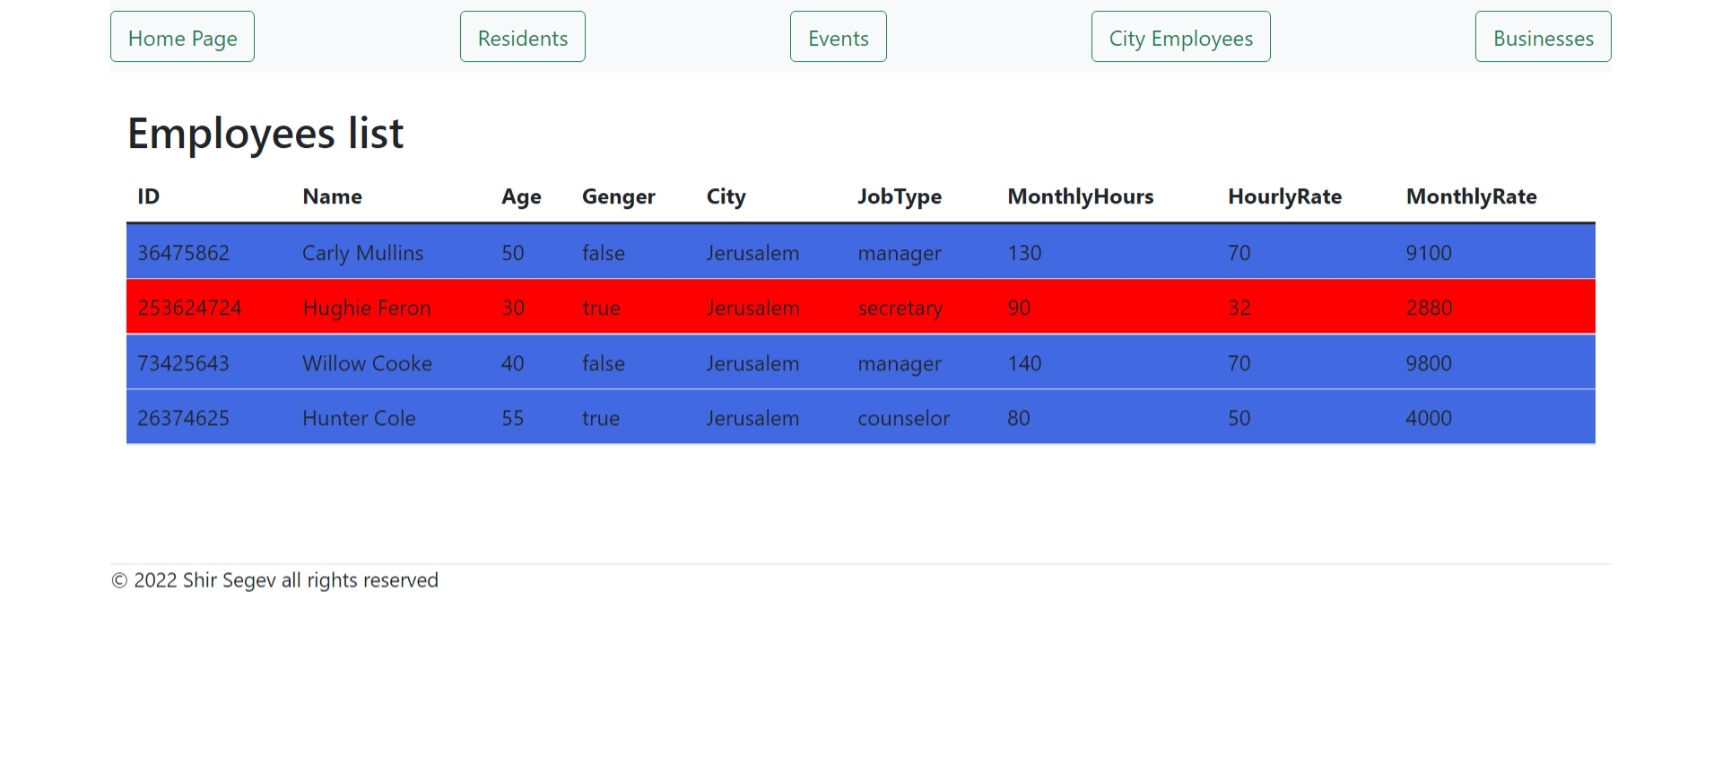 Home Page Residents Events City Employees Businesses
Employees list
ID Name Age Genger City JobType MonthlyHours HourlyRate MonthlyRate
36475862 Carly Mullins 50 false Jerusalem manager 130 70 9100
253624724 Hughie Feron 30 true Jerusalem secretary 90 32 2880
73425643 Willow Cooke 40 false Jerusalem manager 140 70 9800
26374625 Hunter Cole 55 true Jerusalem counselor 80 50 4000
© 2022 Shir Segev all rights reserved